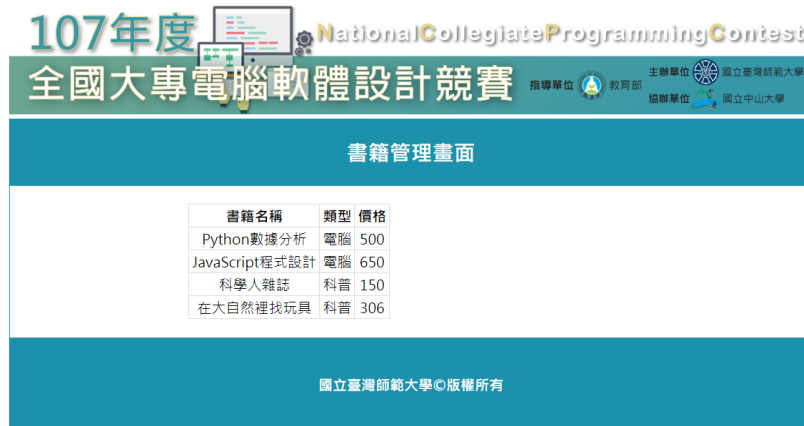 107年度
NationalCollegiateProgrammingContest
全國大專電腦軟體設計競賽
指導單位 教育部
主辦單位 國立臺灣師範大學
協辦單位 國立中山大學
書籍管理畫面
書籍名稱 類型 價格
Python數據分析 電腦 500
JavaScript程式設計 電腦 650
科學人雜誌 科普 150
在大自然裡找玩具 科普 306
國立臺灣師範大學©版權所有